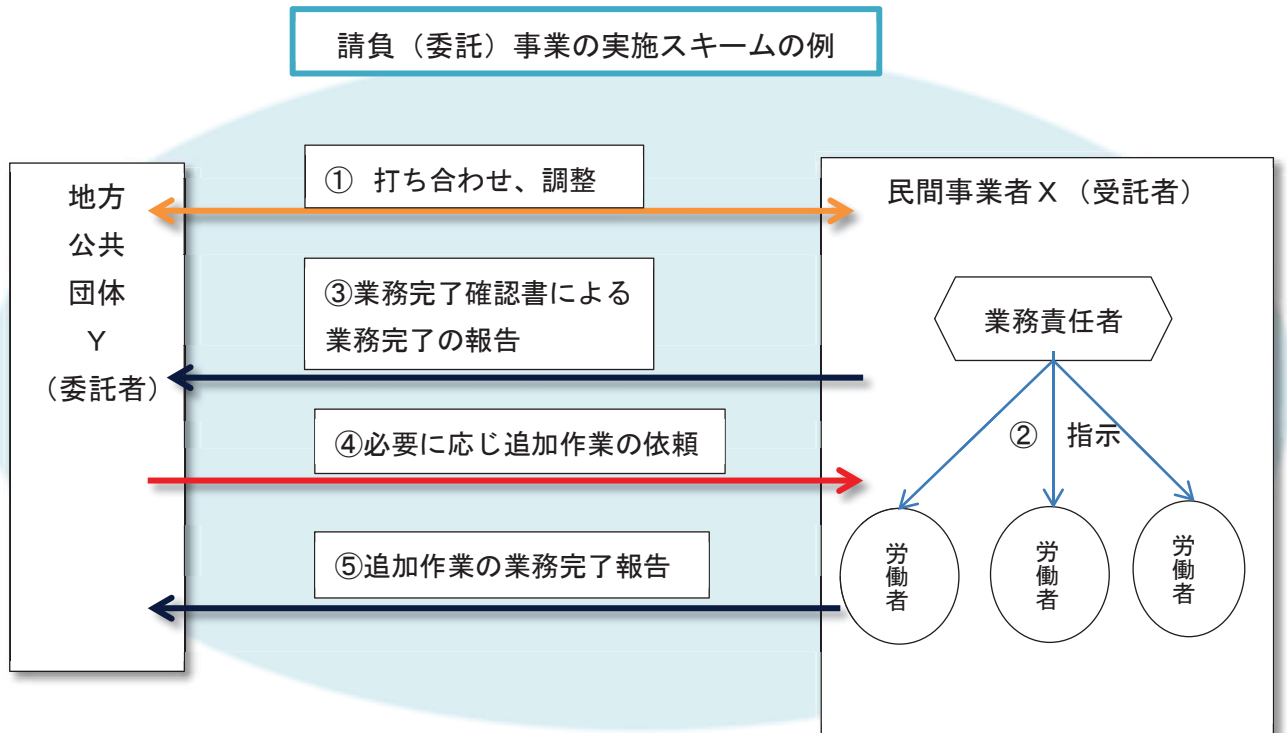 請負（委託）事業の実施スキームの例
地方
公共
団体
Ｙ
（委託者）
① 打ち合わせ、調整
③業務完了確認書による
業務完了の報告
④必要に応じ追加作業の依頼
⑤追加作業の業務完了報告
民間事業者Ｘ（受託者）
業務責任者
② 指示
労働者
労働者
労働者